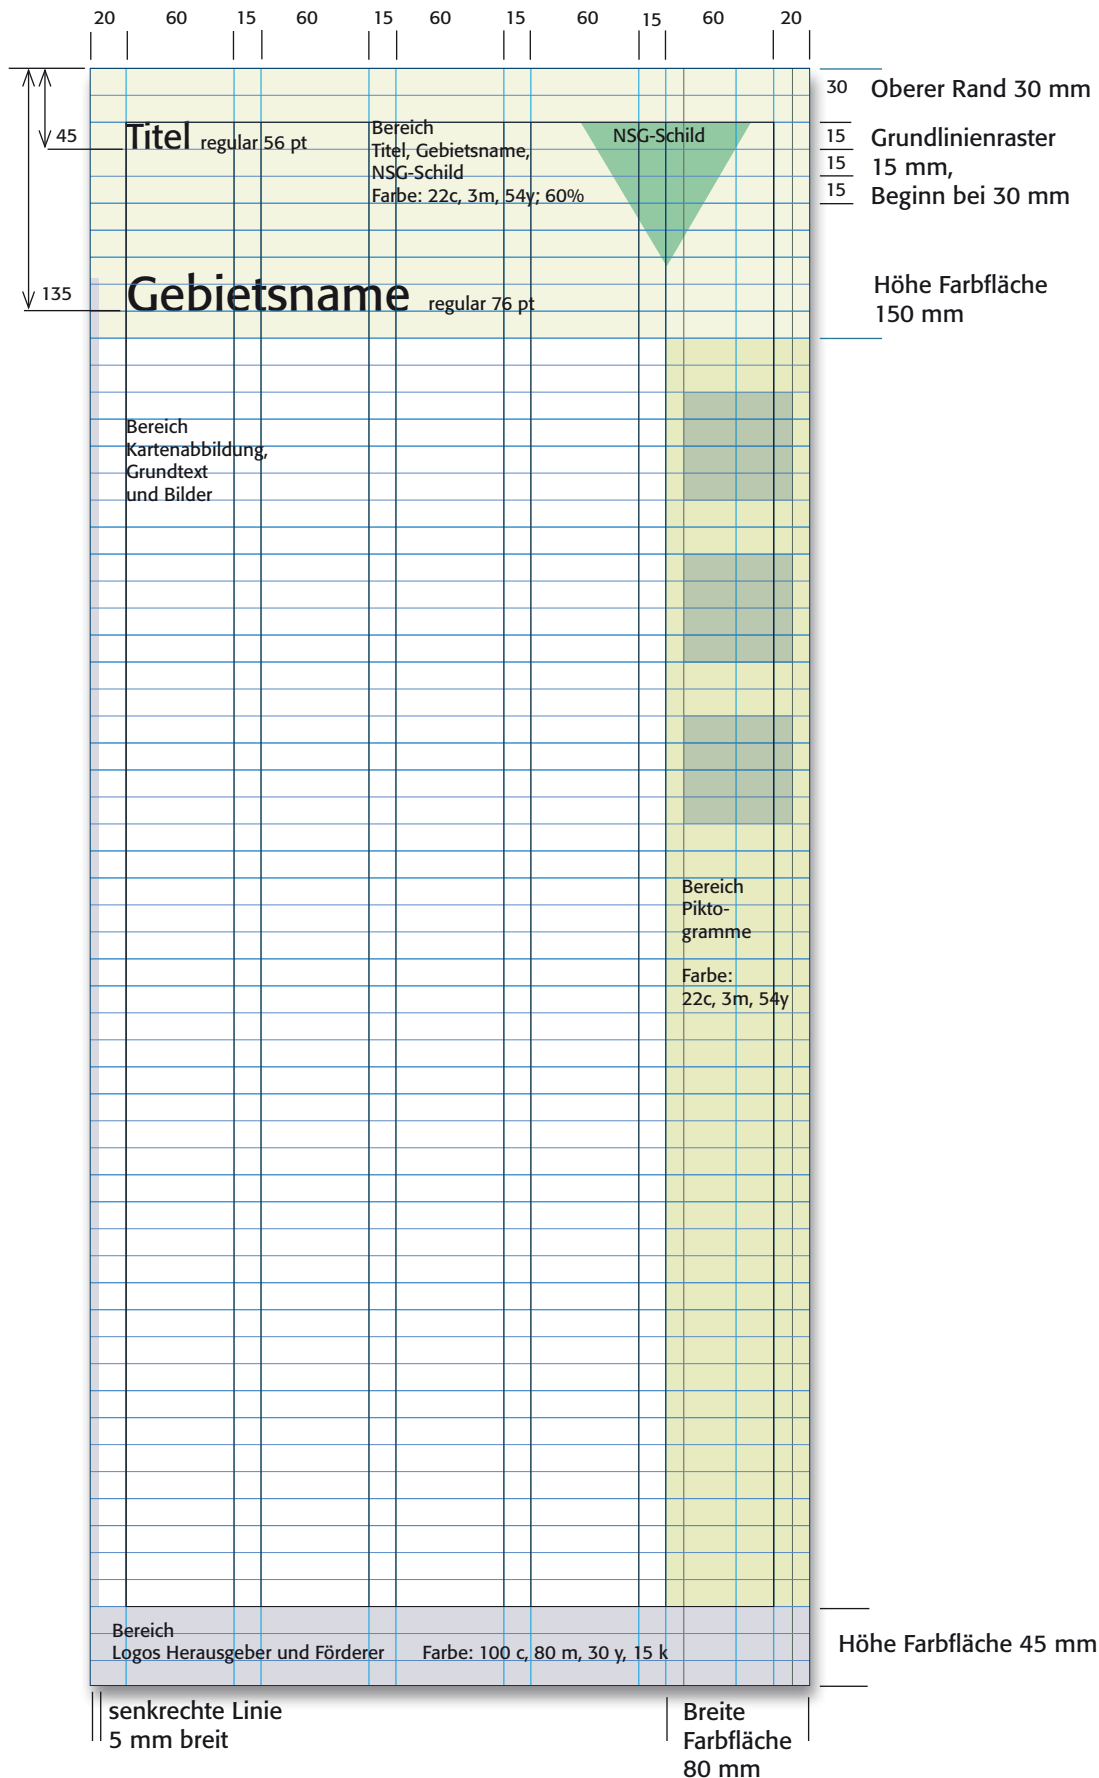 20 60 15 60 15 60 15 60 15 60 20
30 Oberer Rand 30 mm
45
Titel regular 56 pt
Bereich
Titel, Gebietsname,
NSG-Schild
Farbe: 22c, 3m, 54y; 60%
NSG-Schild
15
15
15
Grundlinienraster
15 mm,
Beginn bei 30 mm
135
Gebietsname regular 76 pt
Höhe Farbfläche
150 mm
Bereich
Kartenabbildung,
Grundtext
und Bilder
Bereich
Pikto-
gramme
Farbe:
22c, 3m, 54y
Bereich
Logos Herausgeber und Förderer Farbe: 100 c, 80 m, 30 y, 15 k
Höhe Farbfläche 45 mm
senkrechte Linie
5 mm breit
Breite
Farbfläche
80 mm